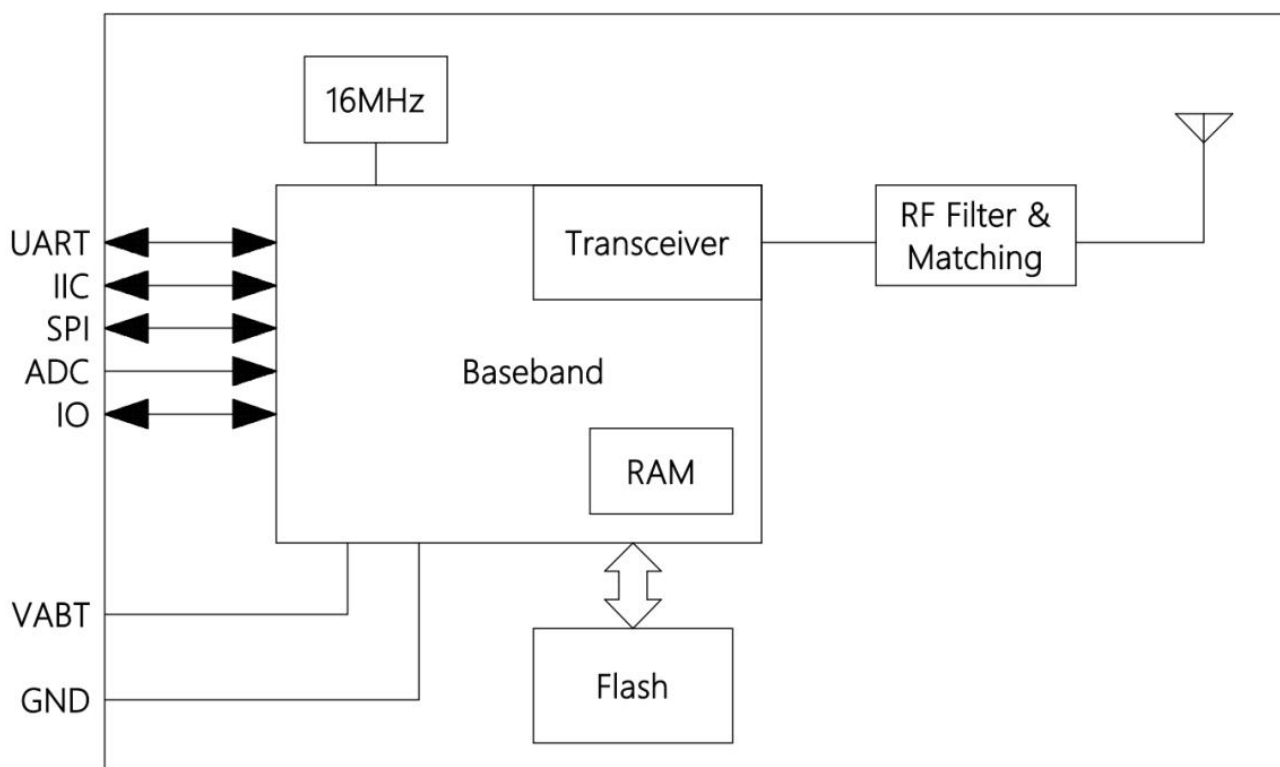 16MHz
Transceiver
RF Filter &
Matching
UART
IIC
SPI
ADC
IO
Baseband
RAM
VABT
GND
Flash